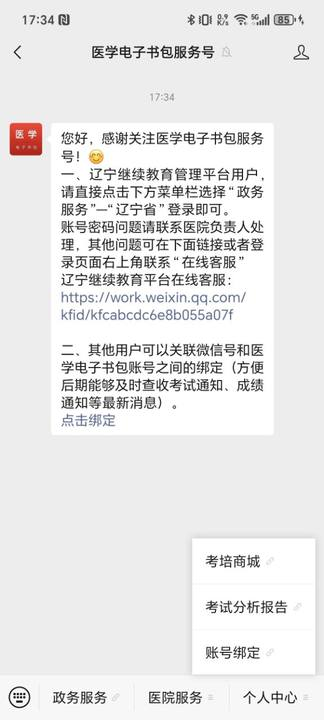 17:34
0.9
K/s
5G
85
医学电子书包服务号
17:34
医学
电子书包
您好，感谢关注医学电子书包服务
号！😊
一、辽宁继续教育管理平台用户，
请直接点击下方菜单栏选择“政务
服务”—“辽宁省”登录即可。
账号密码问题请联系医院负责人处
理，其他问题可在下面链接或者登
录页面右上角联系“在线客服”
辽宁继续教育平台在线客服：
https://work.weixin.qq.com/
kfid/kfcabcdc6e8b055a07f
二、其他用户可以关联微信号和医
学电子书包账号之间的绑定（方便
后期能够及时查收考试通知、成绩
通知等最新消息）。
点击绑定
考培商城
考试分析报告
账号绑定
政务服务
医院服务
个人中心